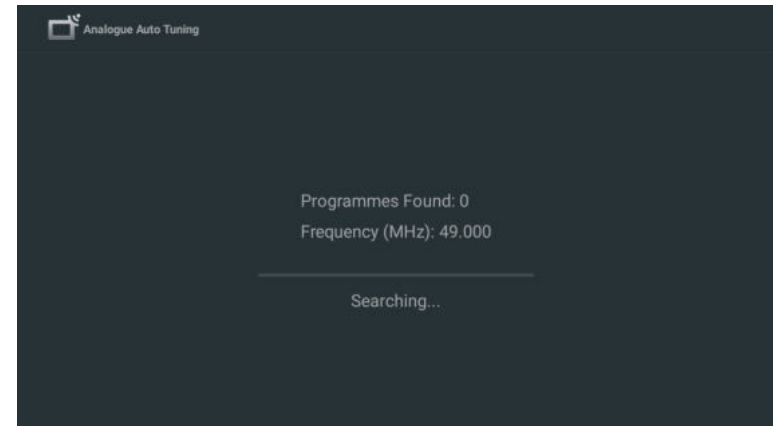 Analogue Auto Tuning
Programmes Found: 0
Frequency (MHz): 49.000
Searching...